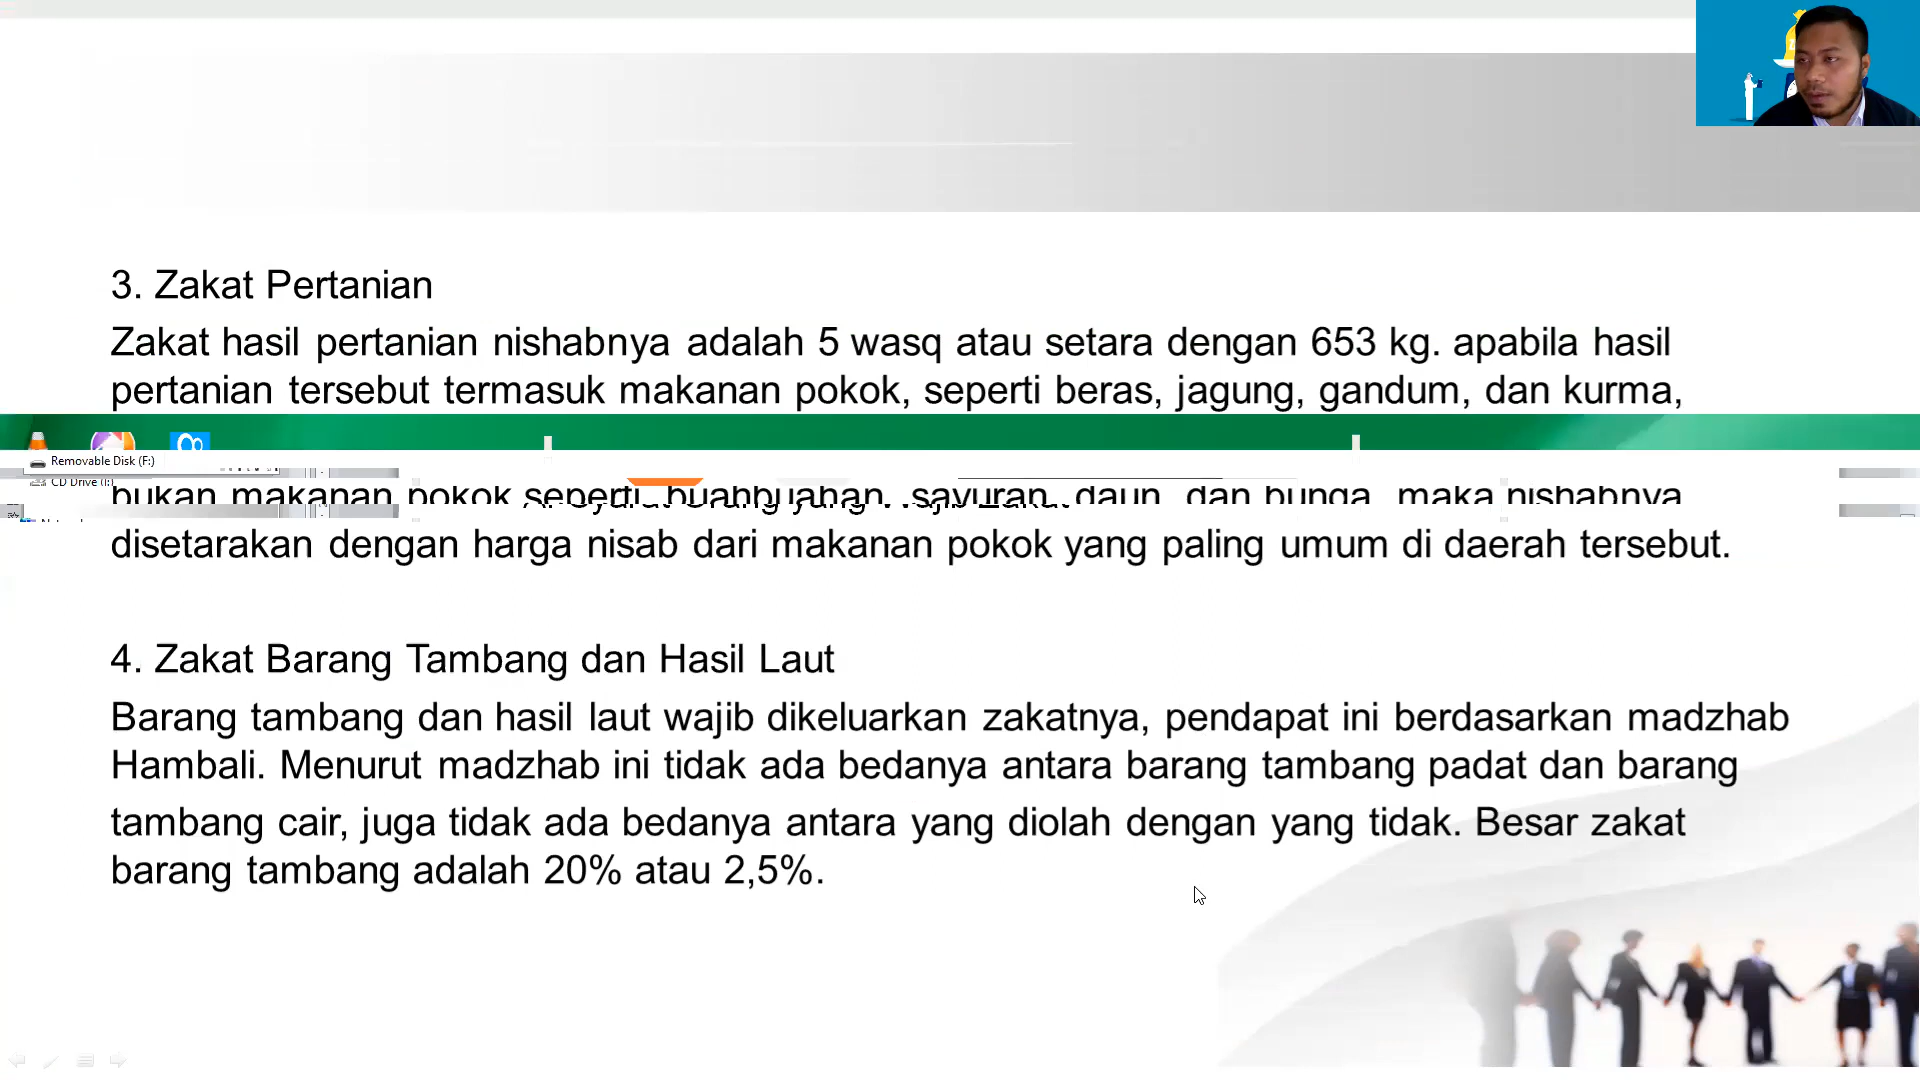 3. Zakat Pertanian
Zakat hasil pertanian nishabnya adalah 5 wasq atau setara dengan 653 kg. apabila hasil
pertanian tersebut termasuk makanan pokok, seperti beras, jagung, gandum, dan kurma,
Removable Disk (F:)
CD Drive (I:)
bukan makanan pokok seperti, buahbuahan, sayuran, daun, dan bunga, maka nishabnya
disetarakan dengan harga nisab dari makanan pokok yang paling umum di daerah tersebut.
4. Zakat Barang Tambang dan Hasil Laut
Barang tambang dan hasil laut wajib dikeluarkan zakatnya, pendapat ini berdasarkan madzhab
Hambali. Menurut madzhab ini tidak ada bedanya antara barang tambang padat dan barang
tambang cair, juga tidak ada bedanya antara yang diolah dengan yang tidak. Besar zakat
barang tambang adalah 20% atau 2,5%.